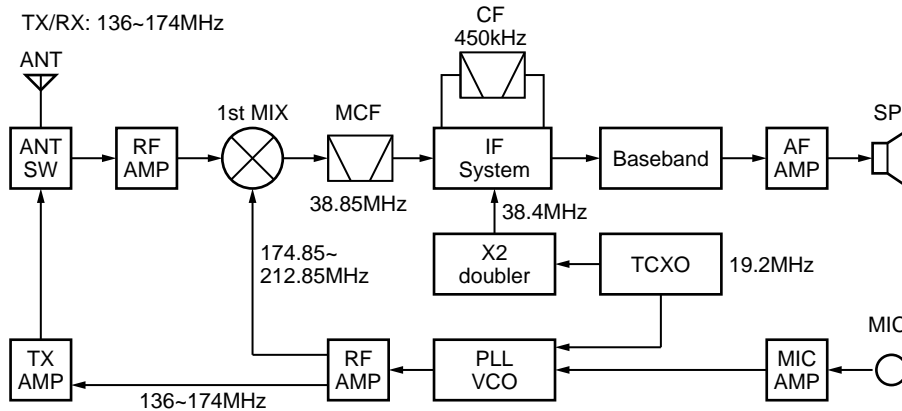 TX/RX: 136~174MHz
ANT
CF
450kHz
1st MIX
MCF
SP
ANT
SW
RF
AMP
IF
System
Baseband
AF
AMP
38.85MHz
38.4MHz
174.85~
212.85MHz
X2
doubler
TCXO
19.2MHz
MIC
TX
AMP
RF
AMP
PLL
VCO
MIC
AMP
136~174MHz